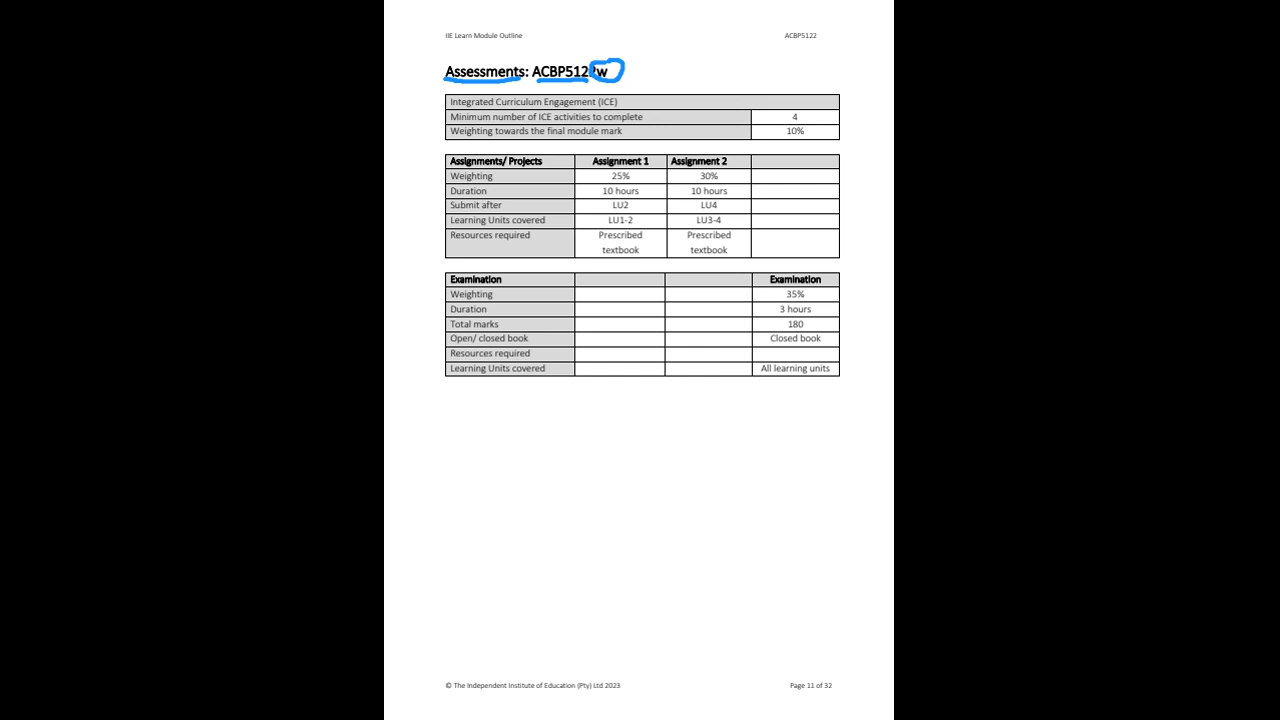 IIE Learn Module Outline ACBP5122
Assessments: ACBP5122w
Integrated Curriculum Engagement (ICE)
Minimum number of ICE activities to complete 4
Weighting towards the final module mark 10%
Assignments/ Projects Assignment 1 Assignment 2
Weighting 25% 30%
Duration 10 hours 10 hours
Submit after LU2 LU4
Learning Units covered LU1-2 LU3-4
Resources required Prescribed Prescribed
textbook textbook
Examination Examination
Weighting 35%
Duration 3 hours
Total marks 180
Open/ closed book Closed book
Resources required
Learning Units covered All learning units
© The Independent Institute of Education (Pty) Ltd 2023 Page 11 of 32